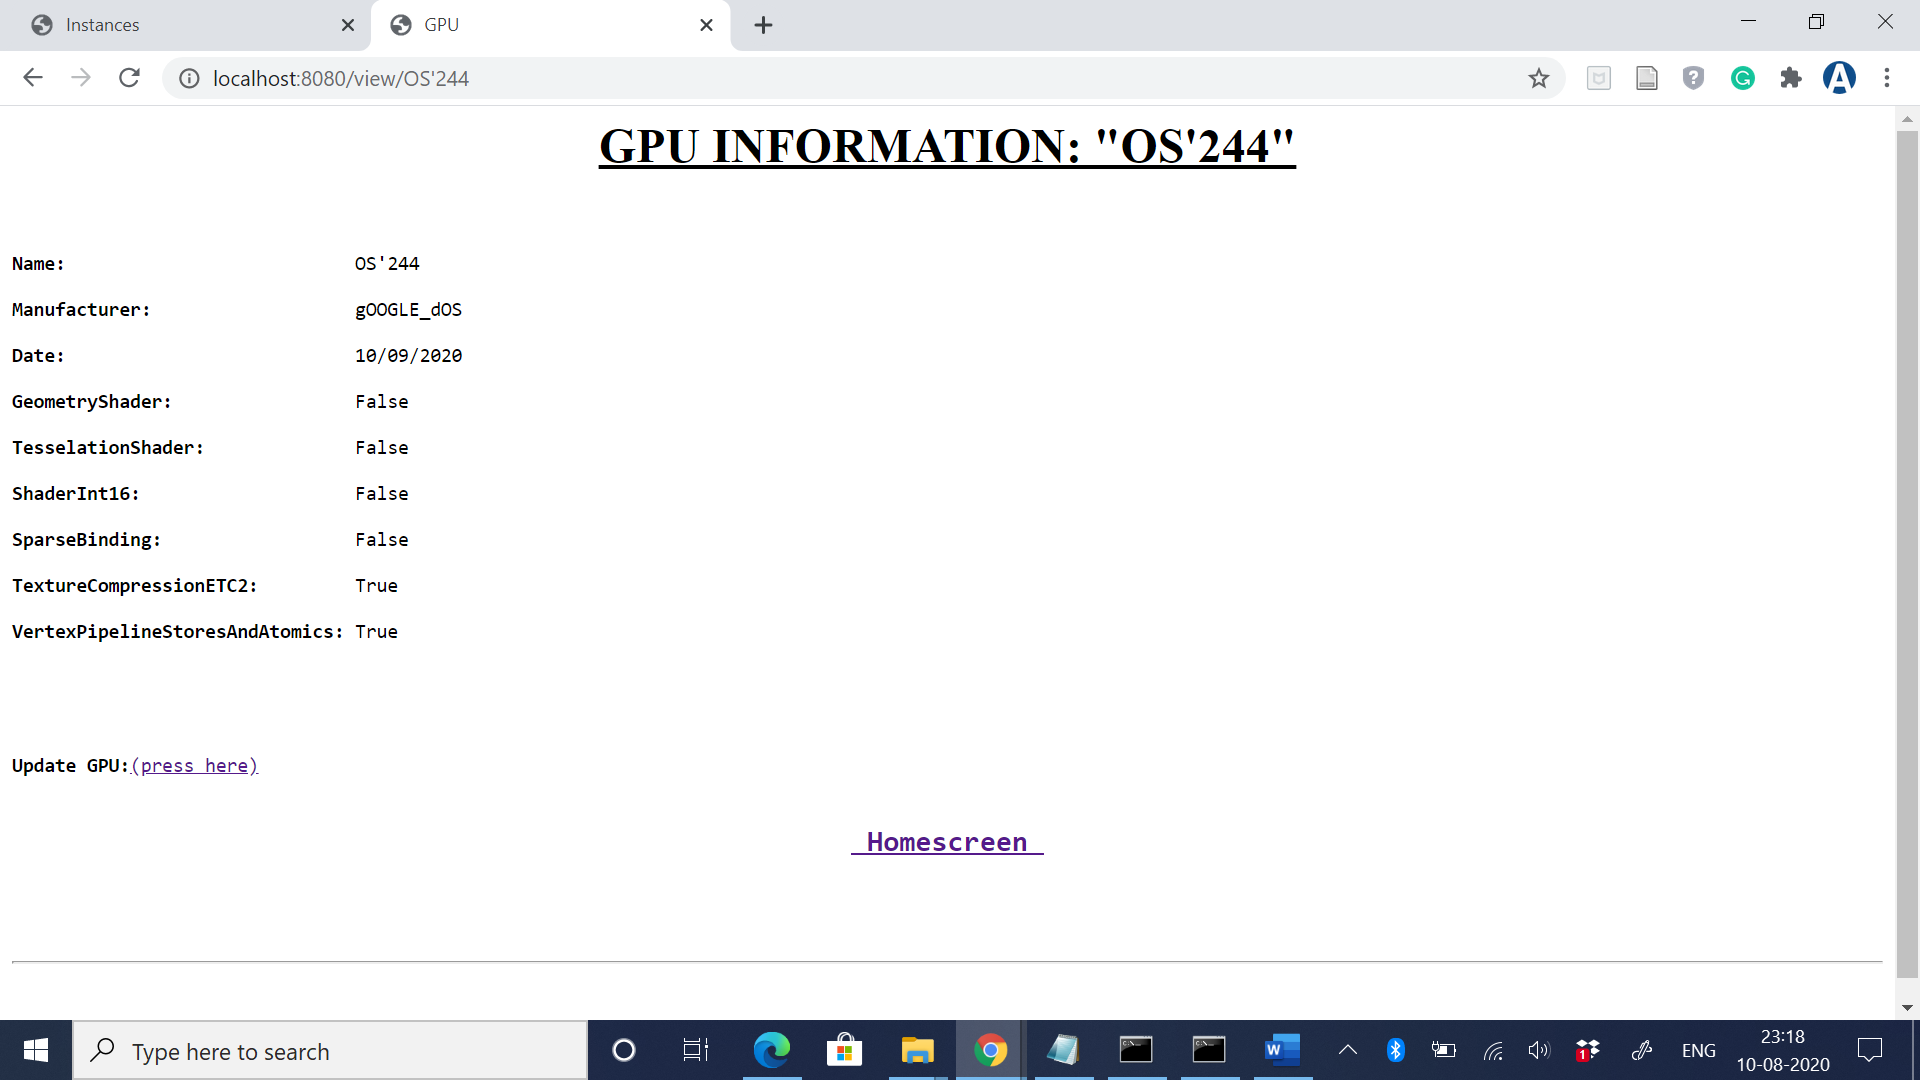 Instances
GPU
localhost:8080/view/OS'244
GPU INFORMATION: "OS'244"
Name: OS'244
Manufacturer: gOOGLE_dOS
Date: 10/09/2020
GeometryShader: False
TesselationShader: False
ShaderInt16: False
SparseBinding: False
TextureCompressionETC2: True
VertexPipelineStoresAndAtomics: True
Update GPU:(press here)
Homescreen
Type here to search
ENG
23:18
10-08-2020